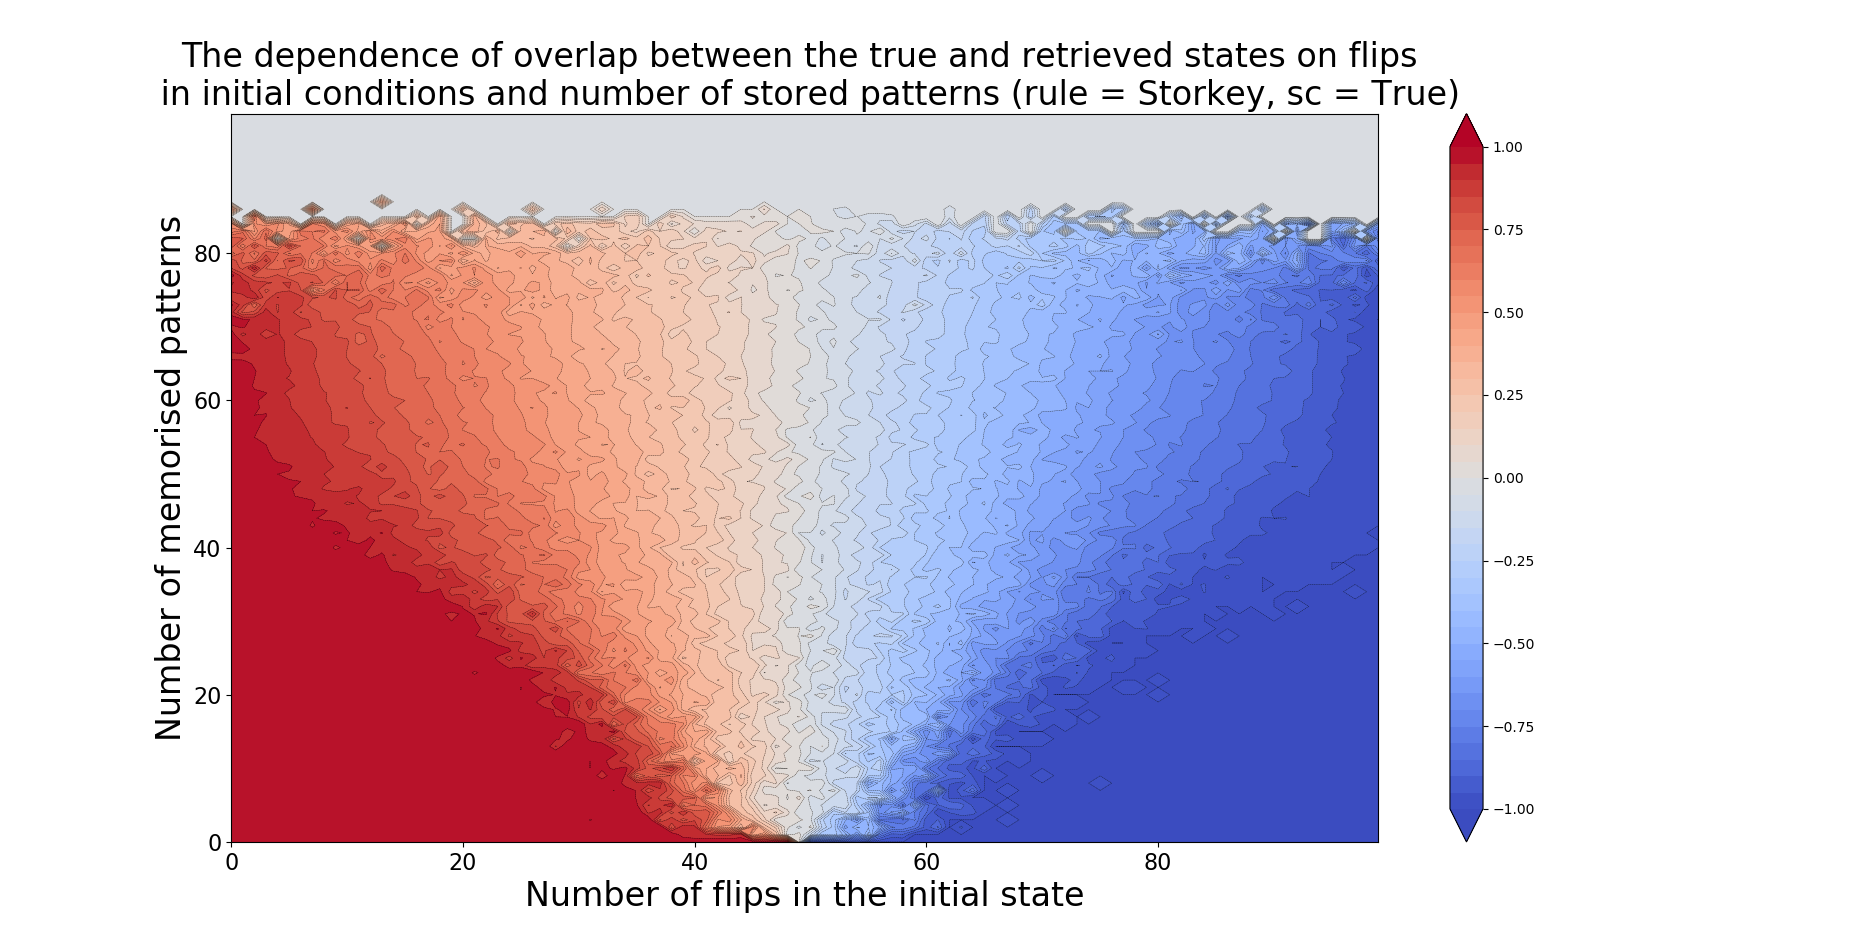 The dependence of overlap between the true and retrieved states on flips
in initial conditions and number of stored patterns (rule = Storkey, sc = True)
Number of memorised patterns
80
60
40
20
0
0 20 40 60 80
Number of flips in the initial state
1.00
0.75
0.50
0.25
0.00
−0.25
−0.50
−0.75
−1.00